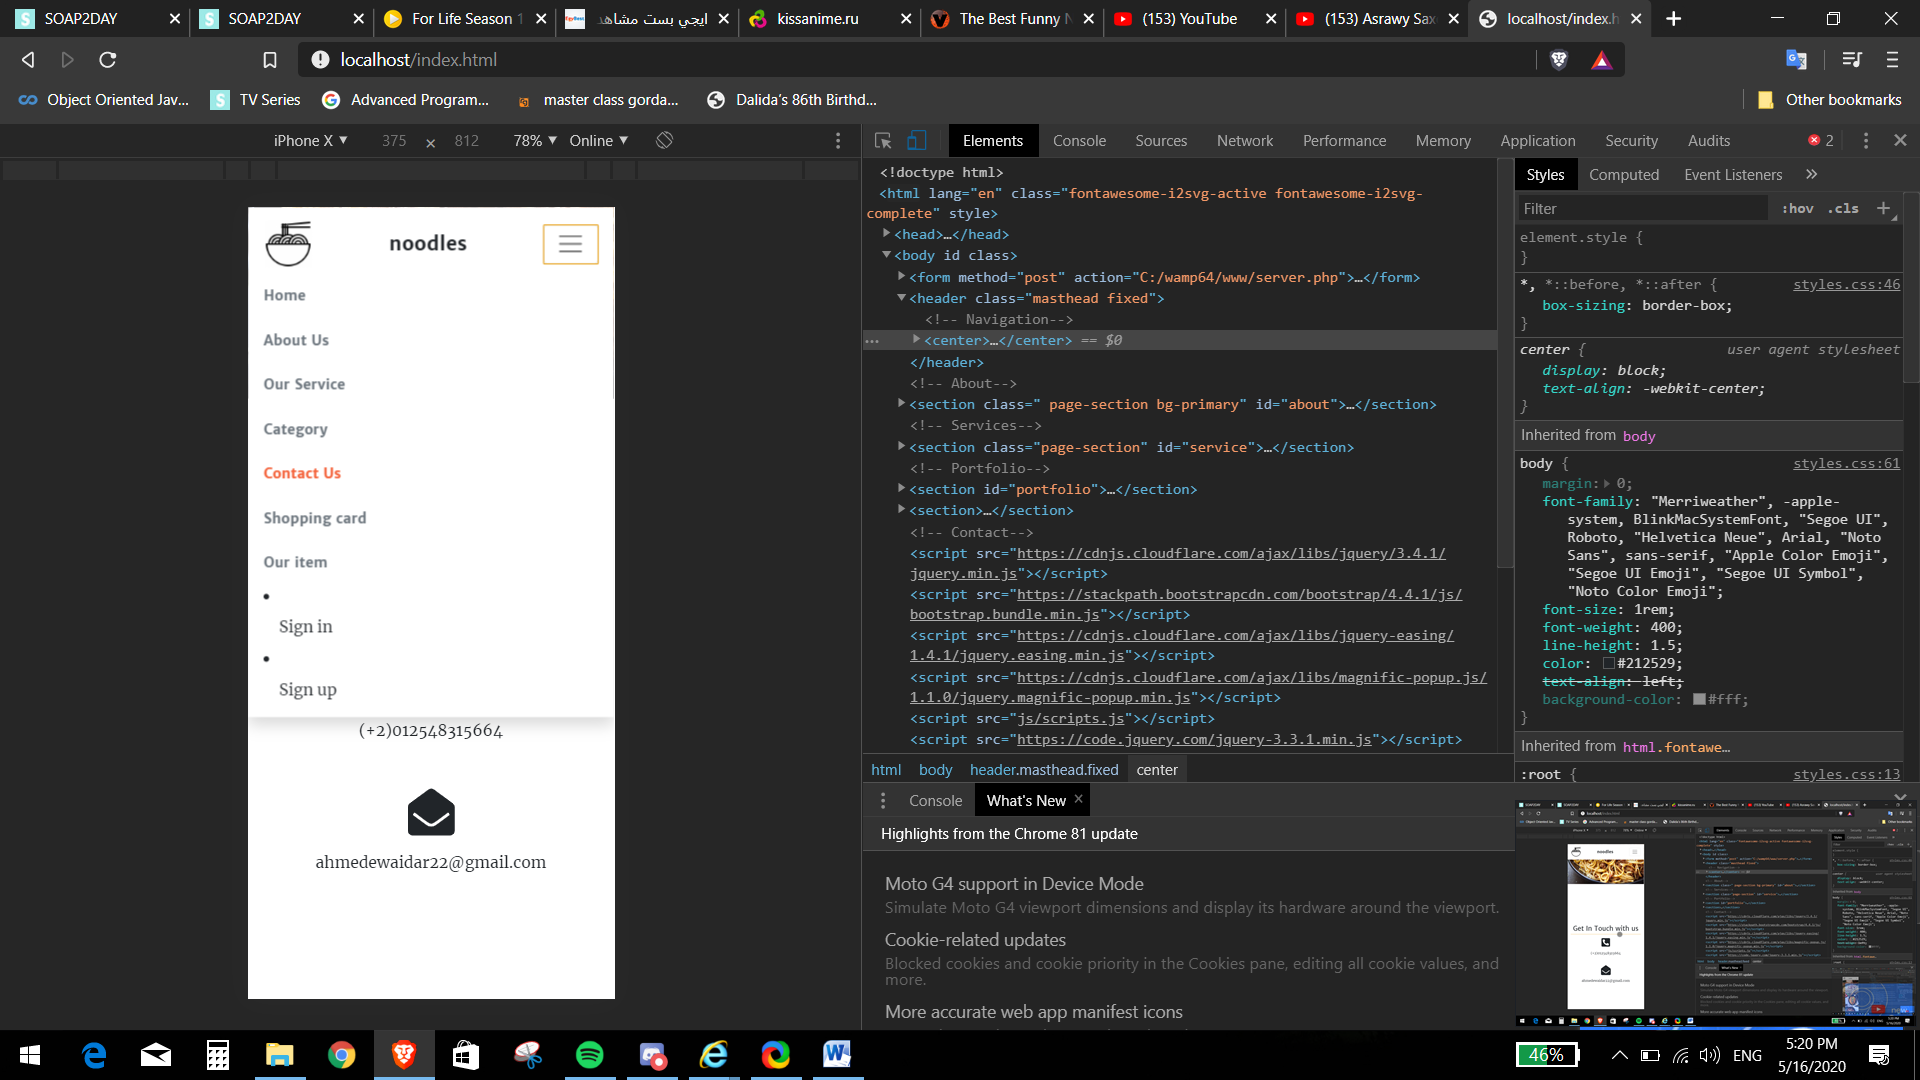 SOAP2DAY
SOAP2DAY
For Life Season 1
ايجي بست مشاهد
kissanime.ru
The Best Funny N
(153) YouTube
(153) Asrawy Sax
localhost/index.h
localhost/index.html
Object Oriented Jav...
TV Series
Advanced Program...
master class gorda...
Dalida's 86th Birthd...
Other bookmarks
iPhone X
375 × 812
78%
Online
Elements
Console
Sources
Network
Performance
Memory
Application
Security
Audits
2
noodles
Home
About Us
Our Service
Category
Contact Us
Shopping card
Our item
Sign in
Sign up
(+2)012548315664
ahmedewaidar22@gmail.com
<!doctype html>
<html lang="en" class="fontawesome-i2svg-active fontawesome-i2svg-
complete" style>
<head>…</head>
<body id class>
<form method="post" action="C:/wamp64/www/server.php">…</form>
<header class="masthead fixed">
<!-- Navigation-->
<center>…</center> == $0
</header>
<!-- About-->
<section class=" page-section bg-primary" id="about">…</section>
<!-- Services-->
<section class="page-section" id="service">…</section>
<!-- Portfolio-->
<section id="portfolio">…</section>
<section>…</section>
<!-- Contact-->
<script src="https://cdnjs.cloudflare.com/ajax/libs/jquery/3.4.1/
jquery.min.js"></script>
<script src="https://stackpath.bootstrapcdn.com/bootstrap/4.4.1/js/
bootstrap.bundle.min.js"></script>
<script src="https://cdnjs.cloudflare.com/ajax/libs/jquery-easing/
1.4.1/jquery.easing.min.js"></script>
<script src="https://cdnjs.cloudflare.com/ajax/libs/magnific-popup.js/
1.1.0/jquery.magnific-popup.min.js"></script>
<script src="js/scripts.js"></script>
<script src="https://code.jquery.com/jquery-3.3.1.min.js"></script>
html
body
header.masthead.fixed
center
Console
What's New
Highlights from the Chrome 81 update
Moto G4 support in Device Mode
Simulate Moto G4 viewport dimensions and display its hardware around the viewport.
Cookie-related updates
Blocked cookies and cookie priority in the Cookies pane, editing all cookie values, and
more.
More accurate web app manifest icons
Styles
Computed
Event Listeners
»
Filter
:hov
.cls
+
element.style {
}
*, *::before, *::after {
styles.css:46
box-sizing: border-box;
}
center {
user agent stylesheet
display: block;
text-align: -webkit-center;
}
Inherited from body
body {
styles.css:61
margin: 0;
font-family: "Merriweather", -apple-
system, BlinkMacSystemFont, "Segoe UI",
Roboto, "Helvetica Neue", Arial, "Noto
Sans", sans-serif, "Apple Color Emoji",
"Segoe UI Emoji", "Segoe UI Symbol",
"Noto Color Emoji";
font-size: 1rem;
font-weight: 400;
line-height: 1.5;
color: #212529;
text-align: left;
background-color: #fff;
}
Inherited from html.fontawe…
:root {
styles.css:13
noodles
Get In Touch with us
46%
ENG
5:20 PM
5/16/2020